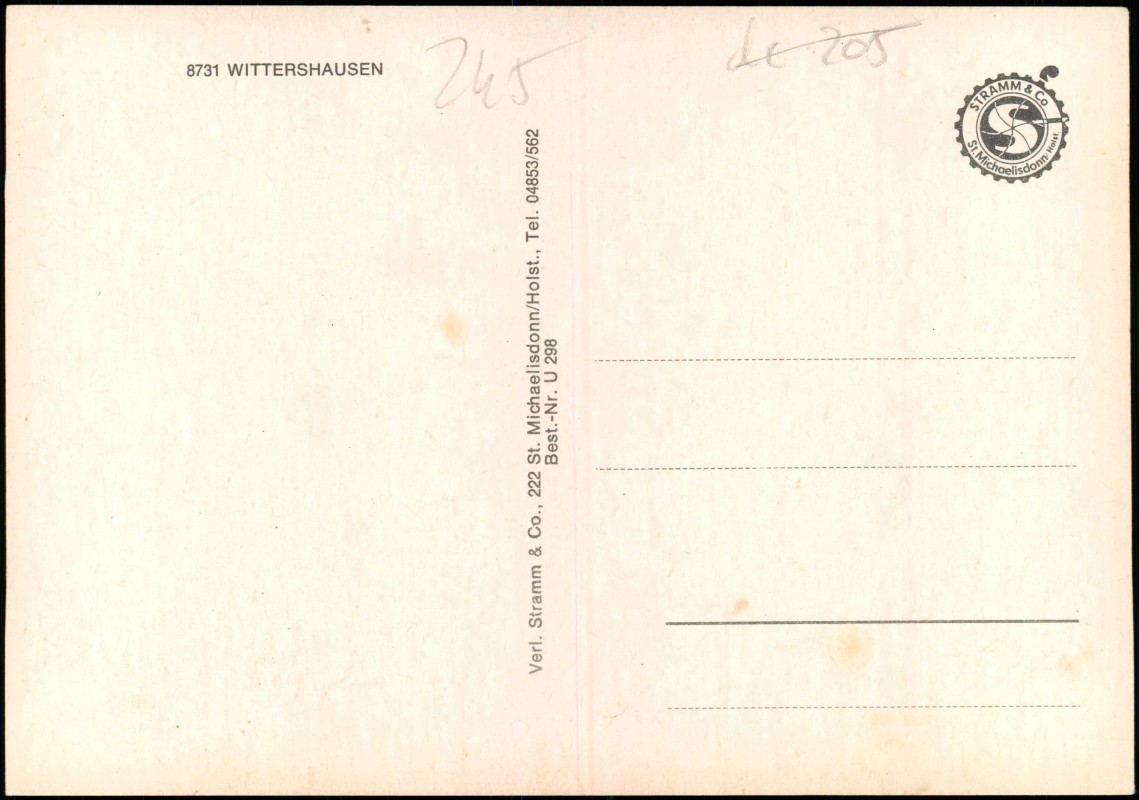 8731 WITTERSHAUSEN
245
de 205
STRAMM & Co
St. Michaelisdonn/Holst.
Verl. Stramm & Co., 222 St. Michaelisdonn/Holst., Tel. 04853/562
Best.-Nr. U 298